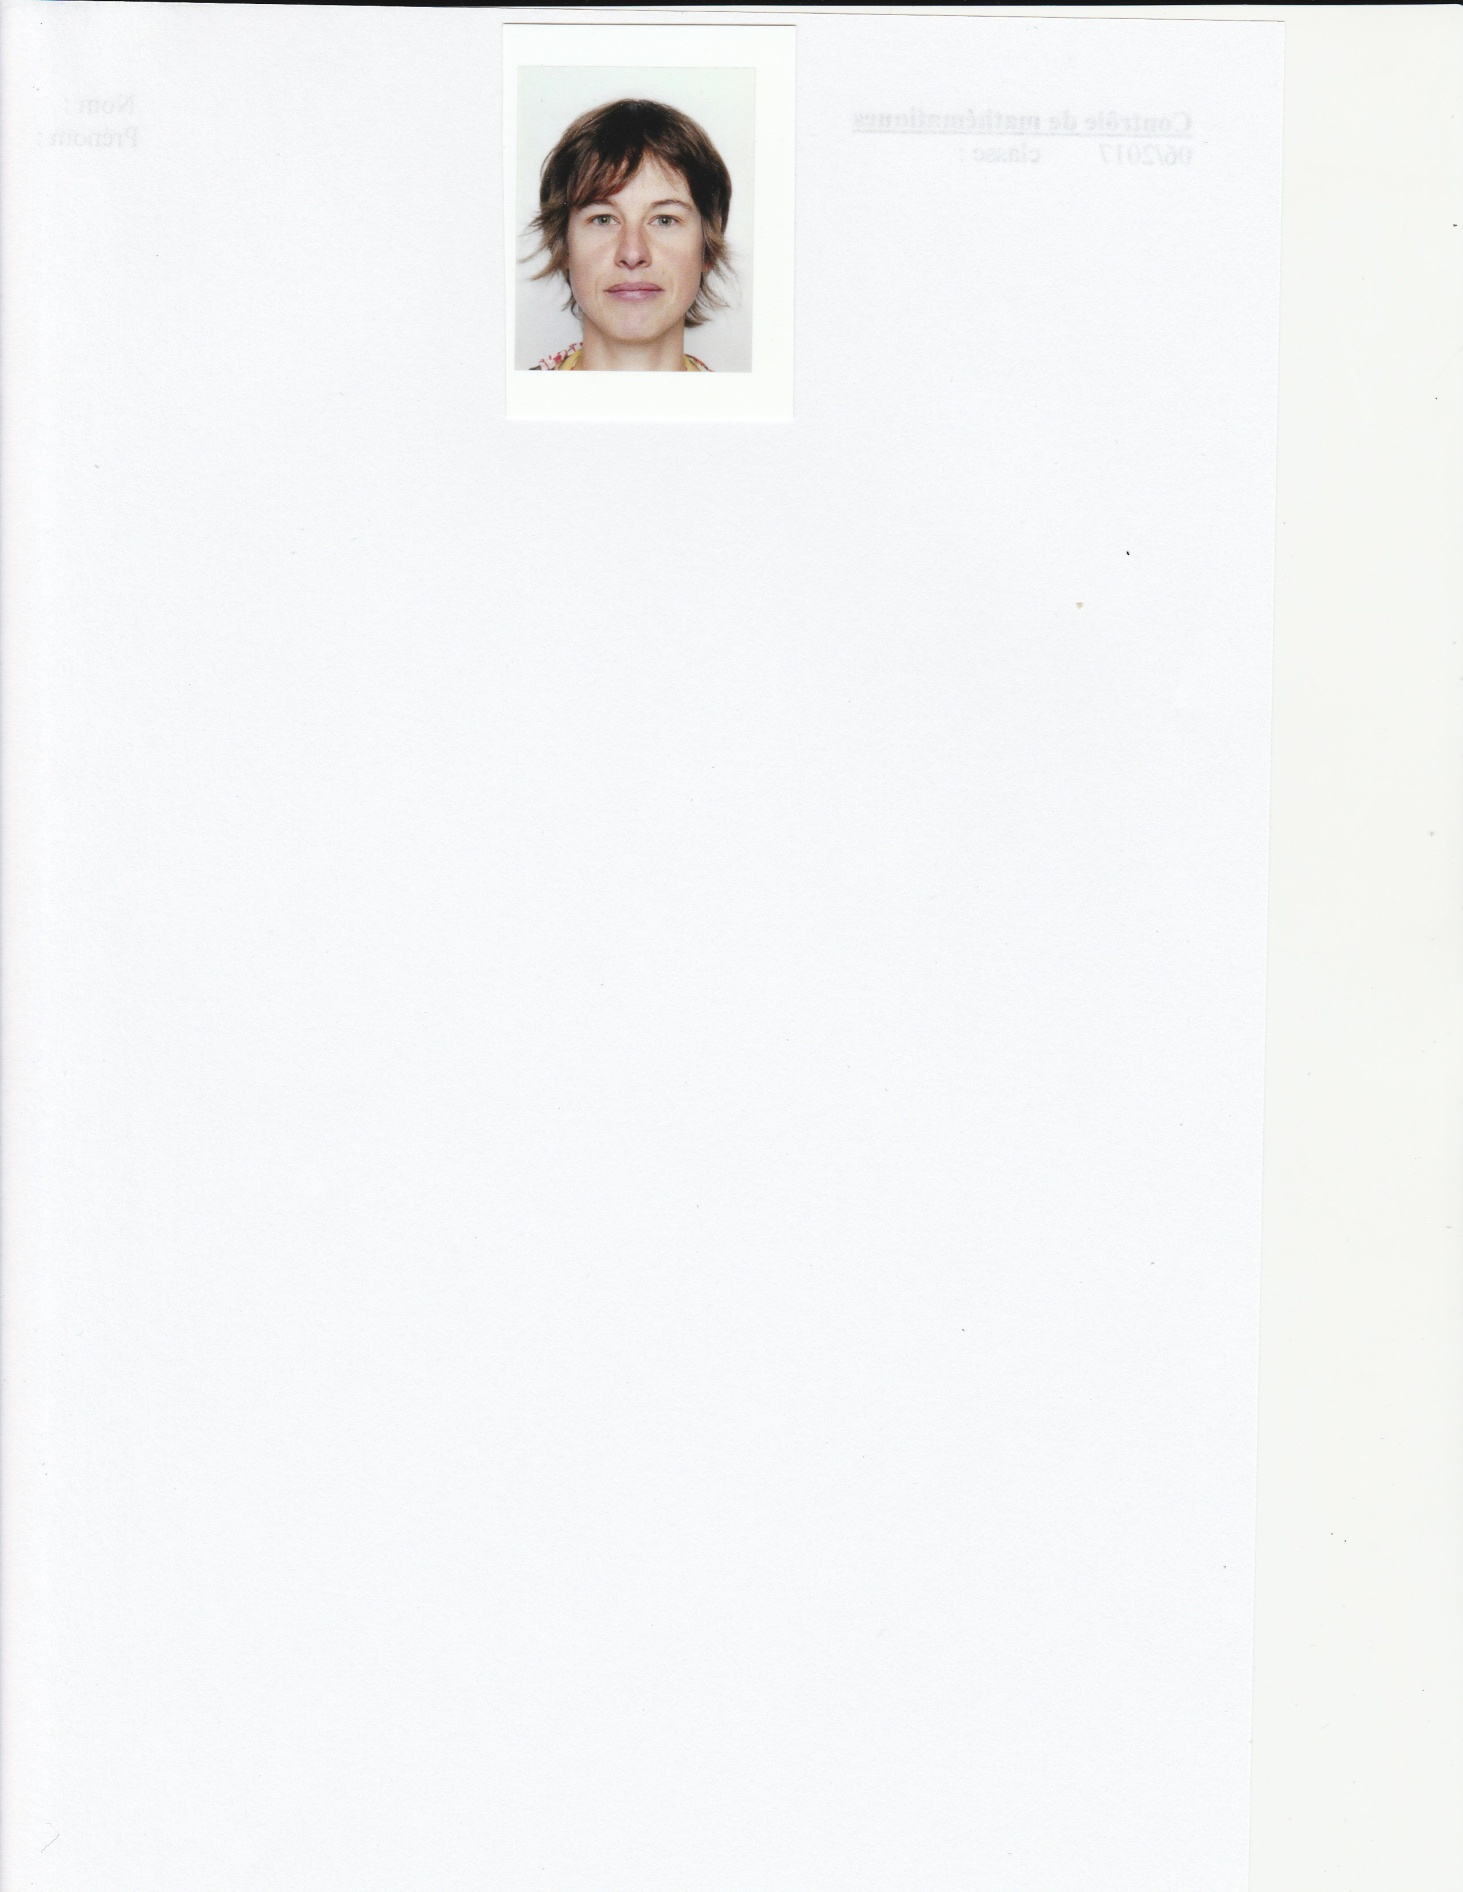 Nom :
Prénom :
Contrôle de mathématiques
06/2017 classe :